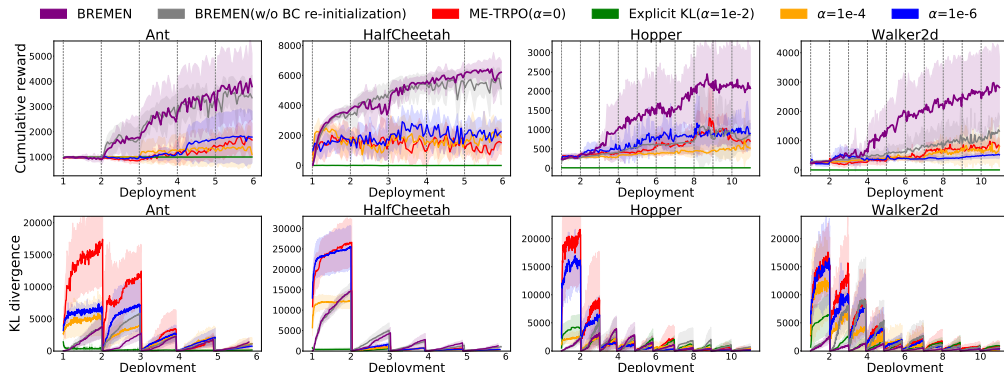 BREMEN BREMEN(w/o BC re-initialization) ME-TRPO(α=0) Explicit KL(α=1e-2) α=1e-4 α=1e-6
Ant HalfCheetah Hopper Walker2d
Cumulative reward
5000
4000
3000
2000
1000
1 2 3 4 5 6
Deployment
8000
6000
4000
2000
0
1 2 3 4 5 6
Deployment
3000
2500
2000
1500
1000
500
0
2 4 6 8 10
Deployment
4000
3000
2000
1000
0
2 4 6 8 10
Deployment
Ant HalfCheetah Hopper Walker2d
KL divergence
20000
15000
10000
5000
0
1 2 3 4 5 6
Deployment
30000
25000
20000
15000
10000
5000
0
1 2 3 4 5 6
Deployment
20000
15000
10000
5000
0
2 4 6 8 10
Deployment
20000
15000
10000
5000
0
2 4 6 8 10
Deployment